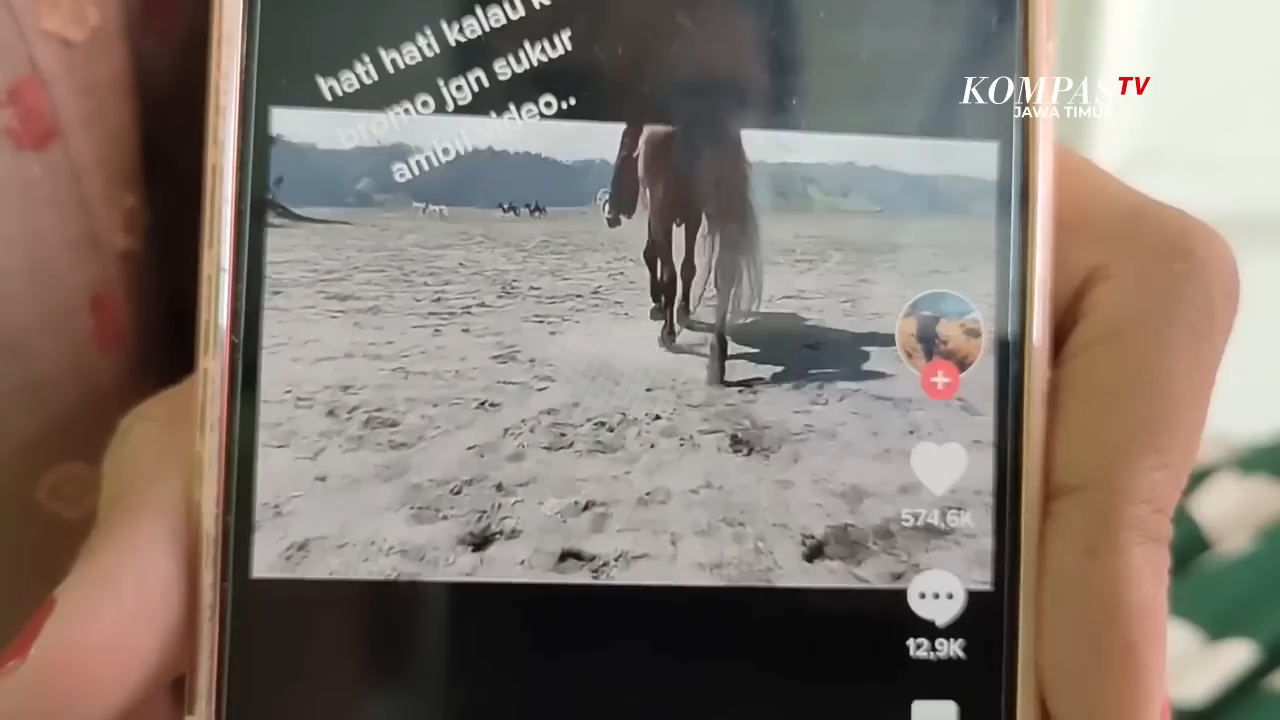 hati hati kalau k
bromo jgn sukur
ambil video..
KOMPAS TV
JAWA TIMUR
574,6K
12,9K